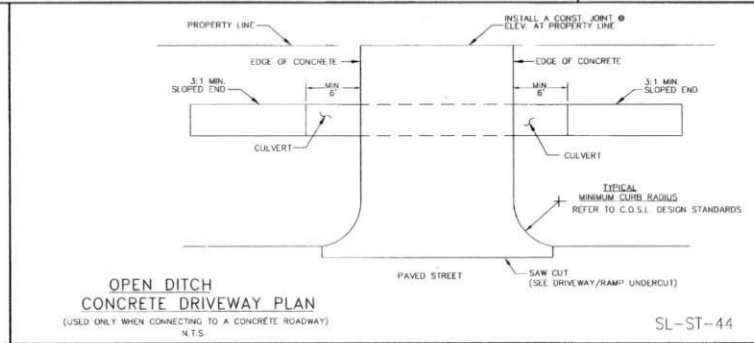 PROPERTY LINE
INSTALL A CONST. JOINT @
ELEV. AT PROPERTY LINE
EDGE OF CONCRETE
EDGE OF CONCRETE
3:1 MIN.
SLOPED END
MIN
6'
MIN
6'
3:1 MIN.
SLOPED END
CULVERT
CULVERT
TYPICAL
MINIMUM CURB RADIUS
REFER TO C.O.S.L. DESIGN STANDARDS
PAVED STREET
SAW CUT
(SEE DRIVEWAY/RAMP UNDERCUT)
OPEN DITCH
CONCRETE DRIVEWAY PLAN
(USED ONLY WHEN CONNECTING TO A CONCRETE ROADWAY)
N.T.S.
SL-ST-44